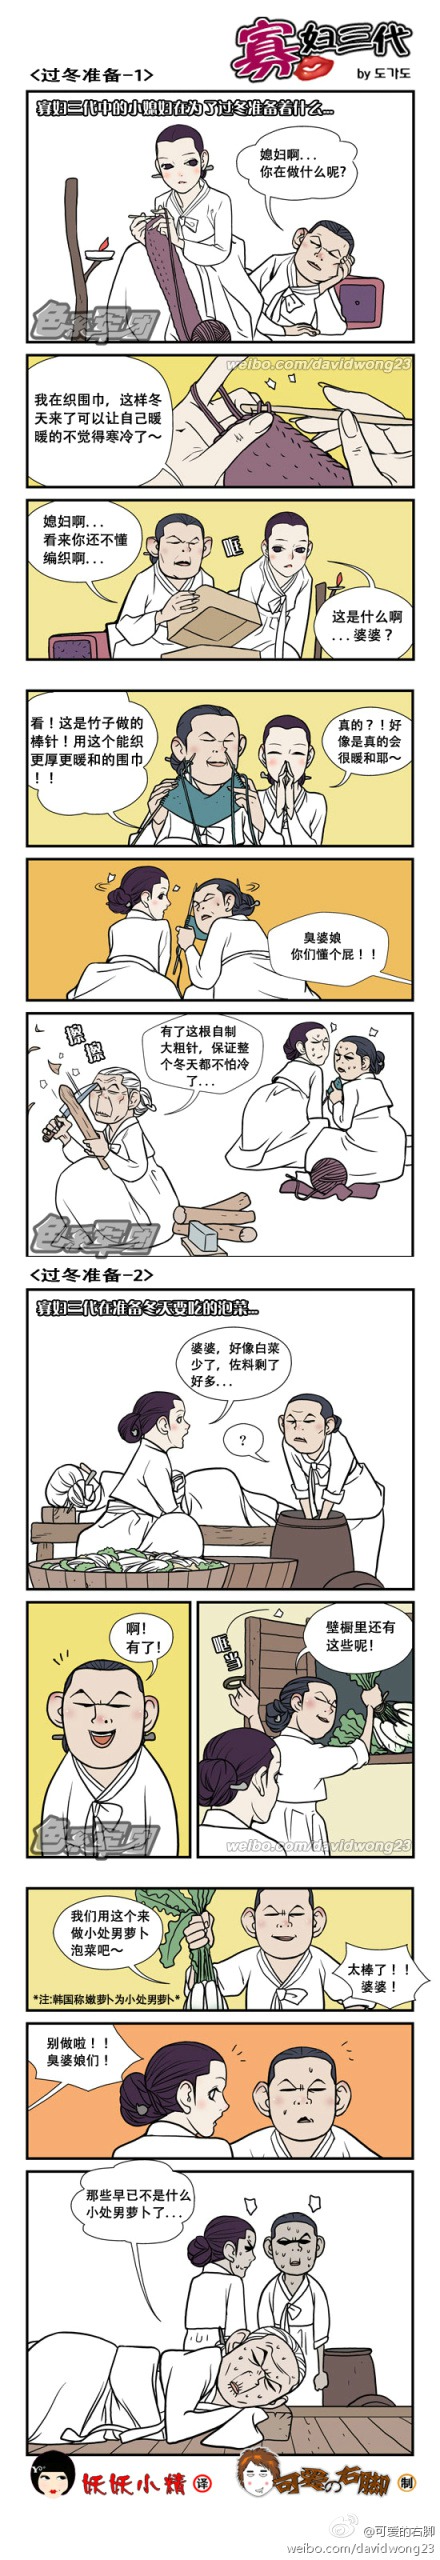 寡妇三代
by 도가도
<过冬准备-1>
寡妇三代中的小媳妇在为了过冬准备着什么...
媳妇啊...
你在做什么呢?
weibo.com/davidwong23
我在织围巾，这样冬
天来了可以让自己暖
暖的不觉得寒冷了～
媳妇啊...
看来你还不懂
编织啊...
哐
这是什么啊
...婆婆？
看！这是竹子做的
棒针！用这个能织
更厚更暖和的围巾
！！
真的？！好
像是真的会
很暖和耶～
臭婆娘
你们懂个屁！！
擦
擦
有了这根自制
大粗针，保证整
个冬天都不怕冷
了...
<过冬准备-2>
寡妇三代在准备冬天要吃的泡菜...
婆婆，好像白菜
少了，佐料剩了
好多...
?
啊!
有了!
哐当
壁橱里还有
这些呢!
weibo.com/davidwong23
我们用这个来
做小处男萝卜
泡菜吧～
*注:韩国称嫩萝卜为小处男萝卜*
太棒了！！
婆婆！
别做啦！！
臭婆娘们！
那些早已不是什么
小处男萝卜了...
妖妖小精 译
可爱の右脚 制
@可爱的右脚
weibo.com/davidwong23